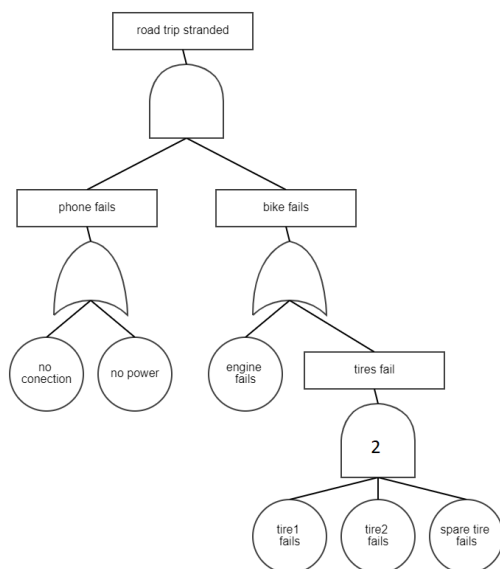 road trip stranded
phone fails
bike fails
no
conection
no power
engine
fails
tires fail
2
tire1
fails
tire2
fails
spare tire
fails